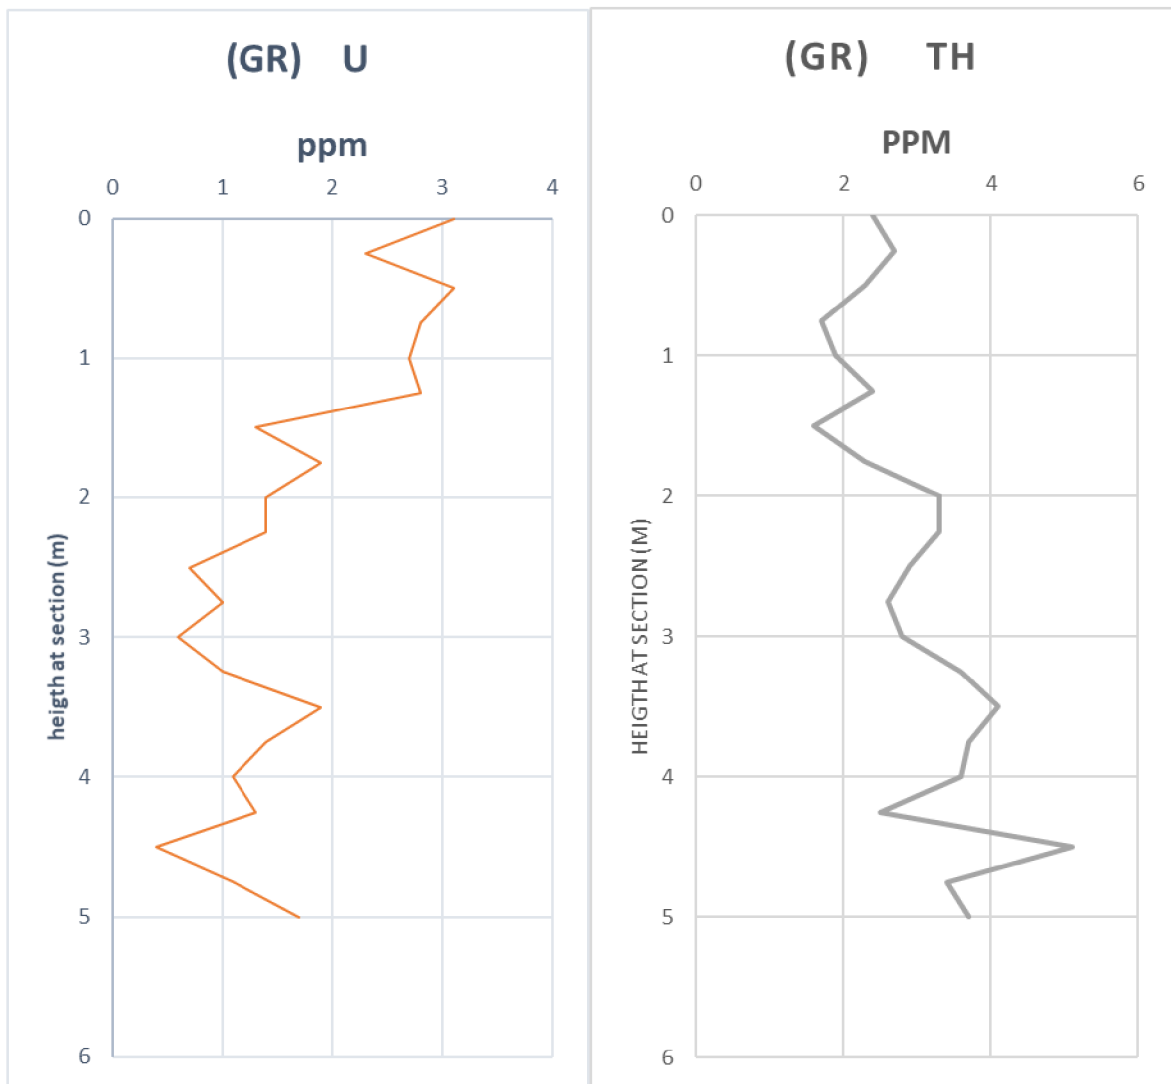 (GR) U
ppm
0 1 2 3 4
0
1
2
3
4
5
6
heigth at section (m)
(GR) TH
PPM
0 2 4 6
0
1
2
3
4
5
6
HEIGTH AT SECTION (M)